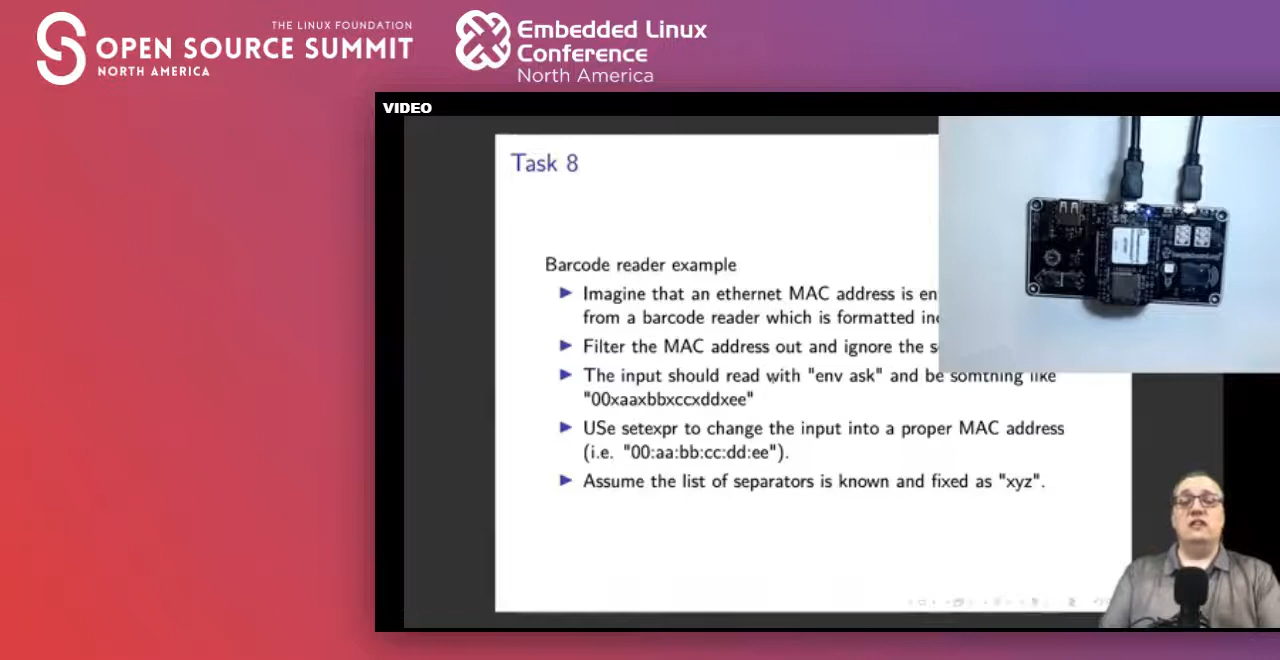 THE LINUX FOUNDATION
OPEN SOURCE SUMMIT
NORTH AMERICA
Embedded Linux
Conference
North America
VIDEO
Task 8
Barcode reader example
Imagine that an ethernet MAC address is en
from a barcode reader which is formatted in
Filter the MAC address out and ignore the s
The input should read with "env ask" and be somthing like
"00xaaxbbxccxddxee"
USe setexpr to change the input into a proper MAC address
(i.e. "00:aa:bb:cc:dd:ee").
Assume the list of separators is known and fixed as "xyz".